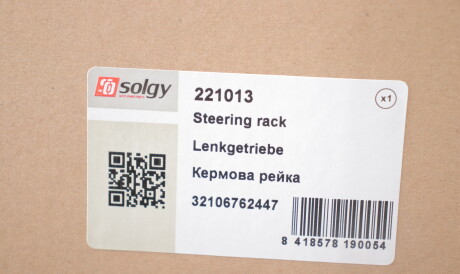 solgy
221013
x1
Steering rack
Lenkgetriebe
Кермова рейка
32106762447
8 418578 190054